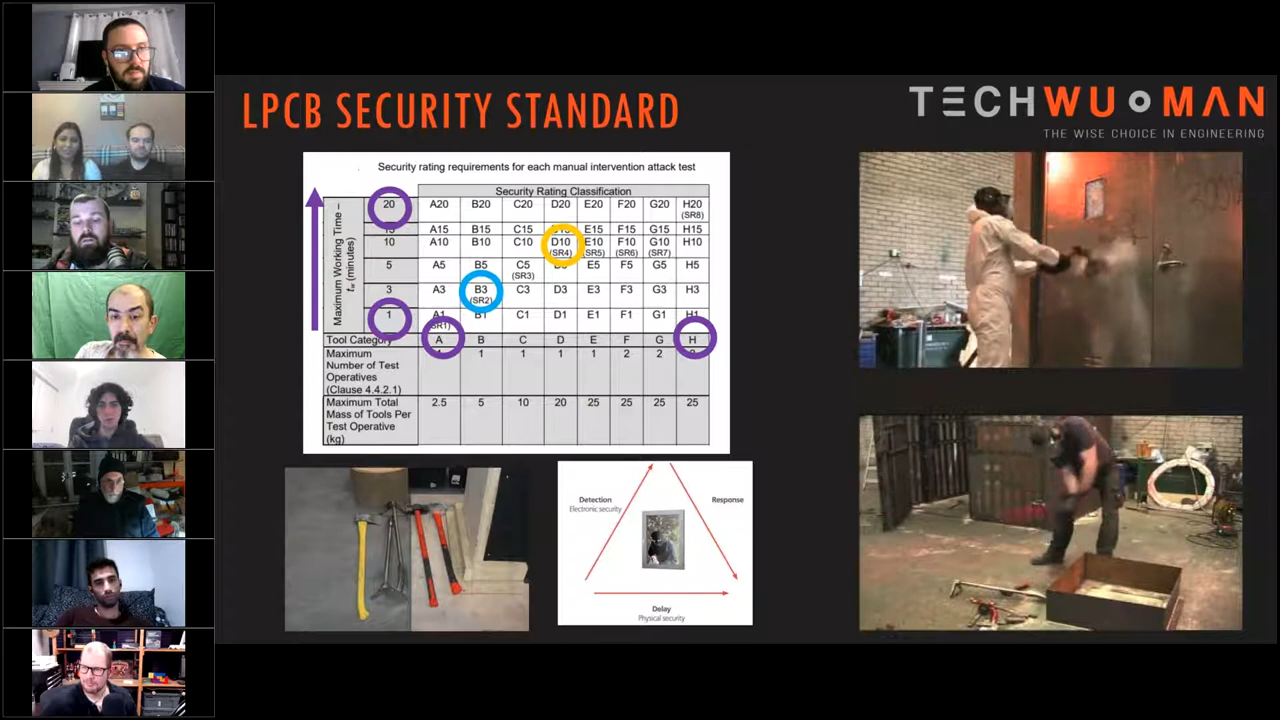 LPCB SECURITY STANDARD
TECHWUOMAN
THE WISE CHOICE IN ENGINEERING
Security rating requirements for each manual intervention attack test
Security Rating Classification
Maximum Working Time –
tw (minutes)
20 A20 B20 C20 D20 E20 F20 G20 H20
(SR8)
A15 B15 C15 E15 F15 G15 H15
10 A10 B10 C10 D10 E10 F10 G10 H10
(SR4) (SR5) (SR6) (SR7)
5 A5 B5 C5 E5 F5 G5 H5
(SR3)
3 A3 B3 C3 D3 E3 F3 G3 H3
(SR2)
1 A1 B1 C1 D1 E1 F1 G1 H1
(SR1)
Tool Category A B C D E F G H
Maximum 1 1 1 1 2 2
Number of Test
Operatives
(Clause 4.4.2.1)
Maximum Total 2.5 5 10 20 25 25 25 25
Mass of Tools Per
Test Operative
(kg)
Detection
Electronic security
Response
Delay
Physical security